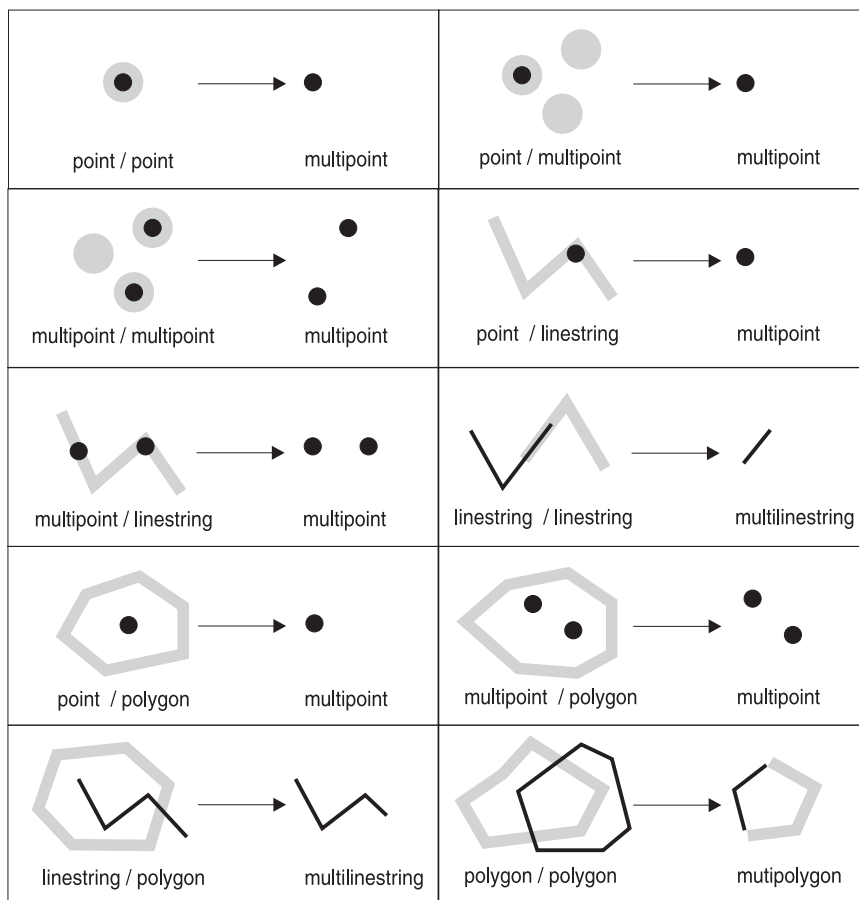 point / point multipoint
point / multipoint multipoint
multipoint / multipoint multipoint
point / linestring multipoint
multipoint / linestring multipoint
linestring / linestring multilinestring
point / polygon multipoint
multipoint / polygon multipoint
linestring / polygon multilinestring
polygon / polygon mutipolygon